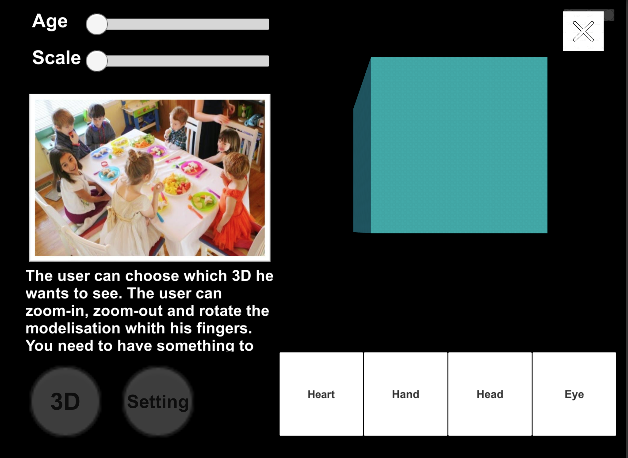 Age
Scale
The user can choose which 3D he
wants to see. The user can
zoom-in, zoom-out and rotate the
modelisation whith his fingers.
You need to have something to
3D
Setting
Heart
Hand
Head
Eye